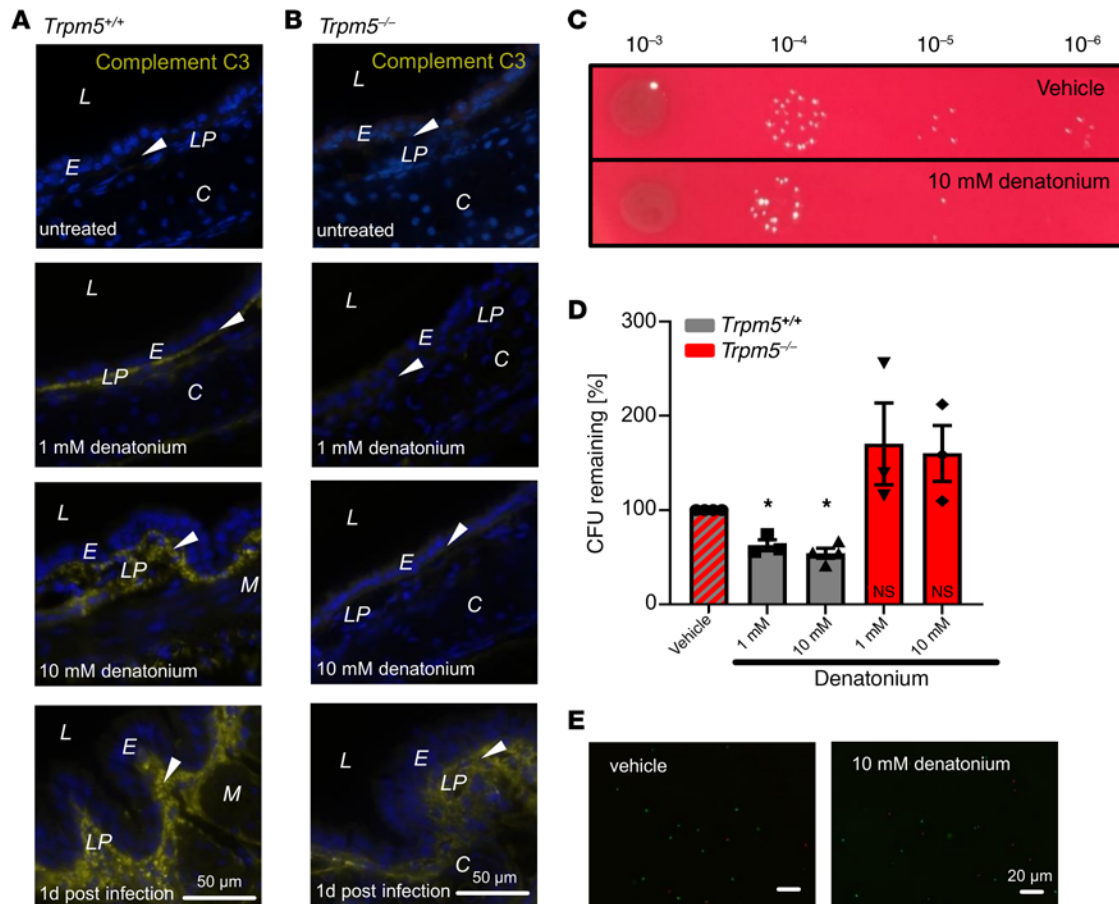 A Trpm5+/+
Complement C3
L
LP
E
C
untreated
L
E
LP
C
1 mM denatonium
L
E
LP
M
10 mM denatonium
L
E
M
LP
1d post infection
50 µm
B Trpm5−/−
Complement C3
L
E
LP
C
untreated
L
LP
E
C
1 mM denatonium
L
E
LP
C
10 mM denatonium
L
E
LP
C
50 µm
1d post infection
C
10−3 10−4 10−5 10−6
Vehicle
10 mM denatonium
D
Trpm5+/+
Trpm5−/−
CFU remaining [%]
300
200
100
0
* *
NS NS
Vehicle 1 mM 10 mM 1 mM 10 mM
Denatonium
E
vehicle
10 mM denatonium
20 µm